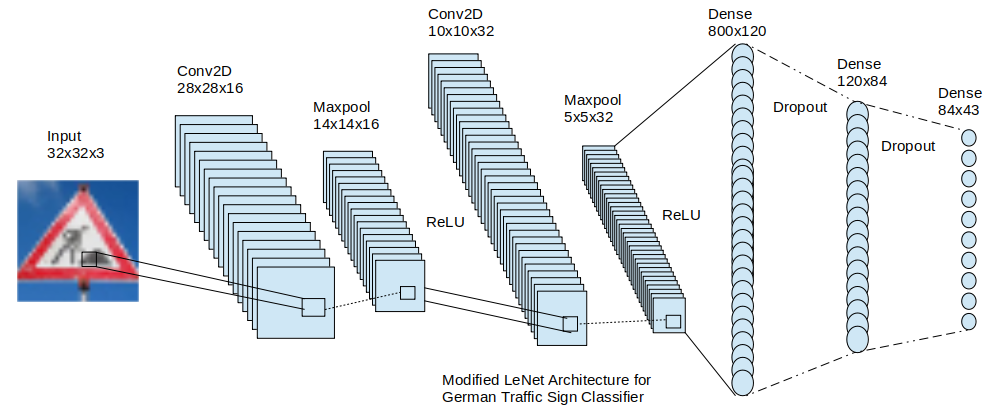 Input
32x32x3
Conv2D
28x28x16
Maxpool
14x14x16
ReLU
Conv2D
10x10x32
Maxpool
5x5x32
ReLU
Dense
800x120
Dropout
Dense
120x84
Dropout
Dense
84x43
Modified LeNet Architecture for
German Traffic Sign Classifier